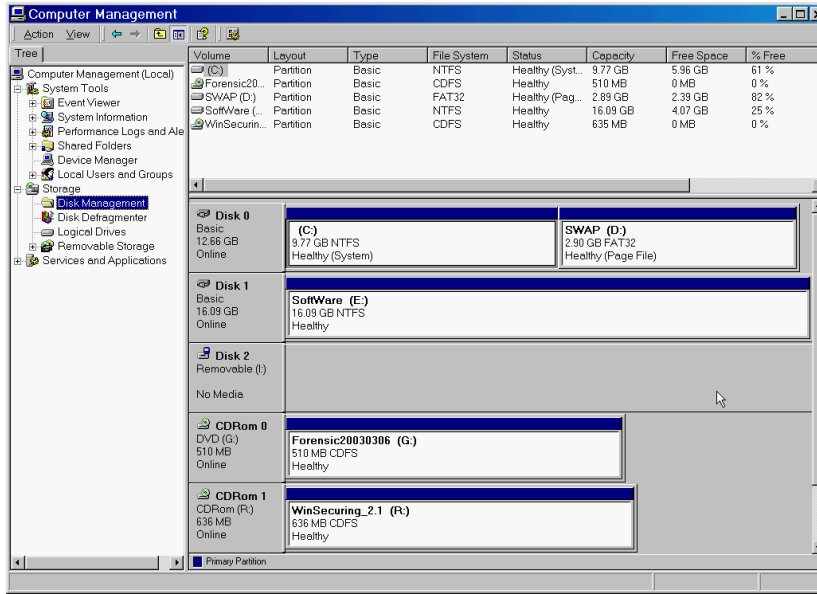 Computer Management
Action View
Tree
Computer Management (Local)
System Tools
Event Viewer
System Information
Performance Logs and Ale
Shared Folders
Device Manager
Local Users and Groups
Storage
Disk Management
Disk Defragmenter
Logical Drives
Removable Storage
Services and Applications
Volume Layout Type File System Status Capacity Free Space % Free
(C:) Partition Basic NTFS Healthy (Syst... 9.77 GB 5.96 GB 61 %
Forensic20... Partition Basic CDFS Healthy 510 MB 0 MB 0 %
SWAP (D:) Partition Basic FAT32 Healthy (Pag... 2.89 GB 2.39 GB 82 %
SoftWare (... Partition Basic NTFS Healthy 16.09 GB 4.07 GB 25 %
WinSecurin... Partition Basic CDFS Healthy 635 MB 0 MB 0 %
Disk 0
Basic
12.66 GB
Online
(C:)
9.77 GB NTFS
Healthy (System)
SWAP (D:)
2.90 GB FAT32
Healthy (Page File)
Disk 1
Basic
16.09 GB
Online
SoftWare (E:)
16.09 GB NTFS
Healthy
Disk 2
Removable (I:)
No Media
CDRom 0
DVD (G:)
510 MB
Online
Forensic20030306 (G:)
510 MB CDFS
Healthy
CDRom 1
CDRom (R:)
636 MB
Online
WinSecuring_2.1 (R:)
636 MB CDFS
Healthy
Primary Partition